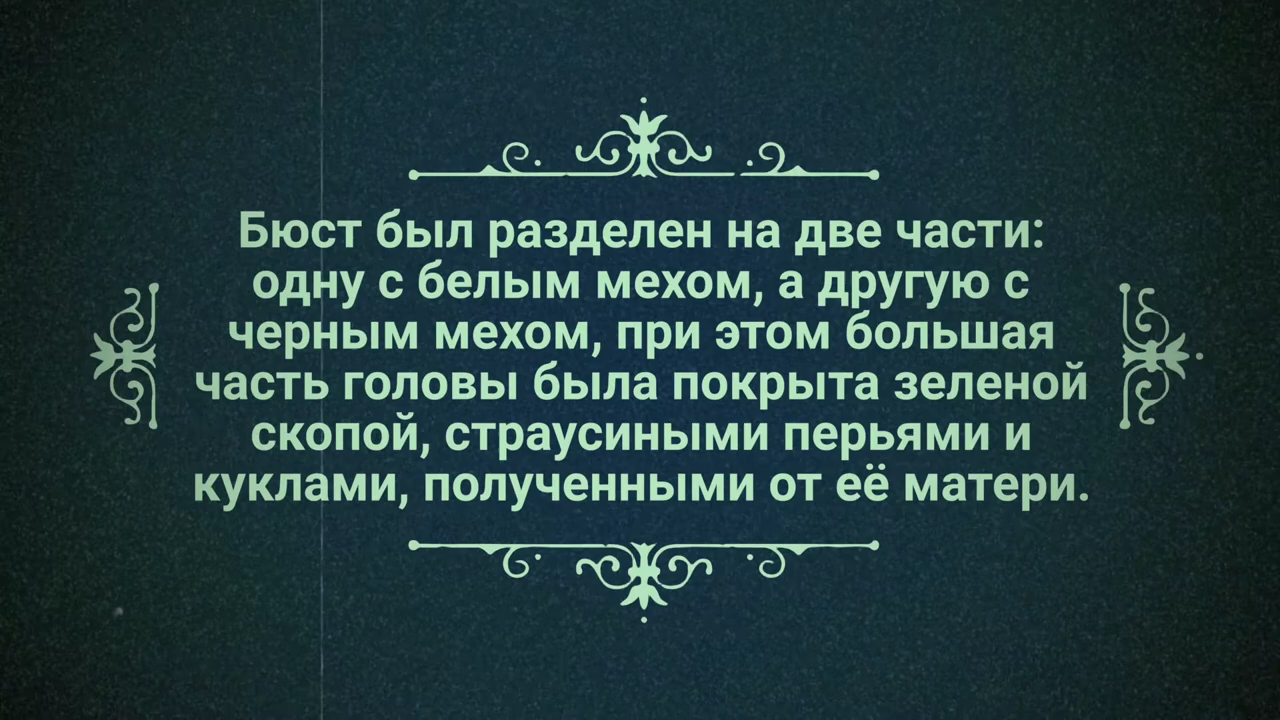 Бюст был разделен на две части:
одну с белым мехом, а другую с
черным мехом, при этом большая
часть головы была покрыта зеленой
скопой, страусиными перьями и
куклами, полученными от её матери.